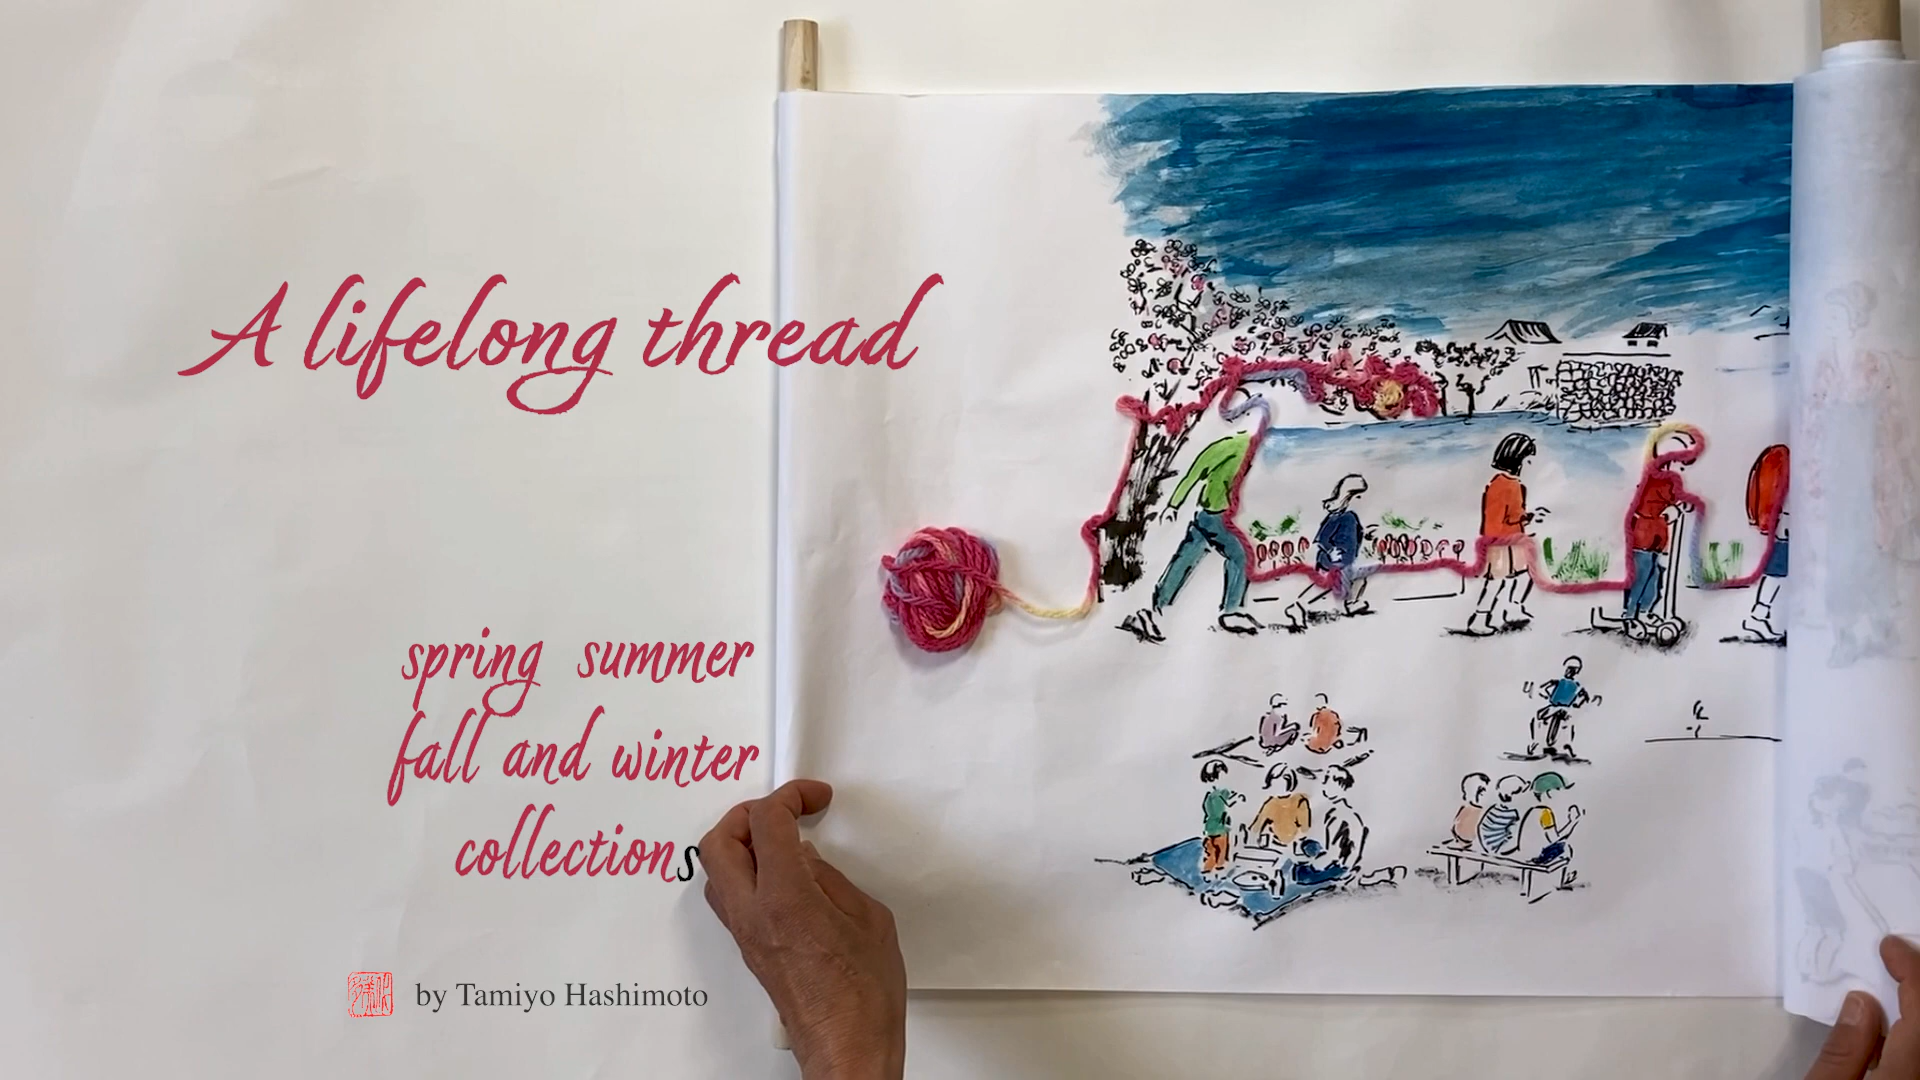 A lifelong thread
spring summer
fall and winter
collections
by Tamiyo Hashimoto